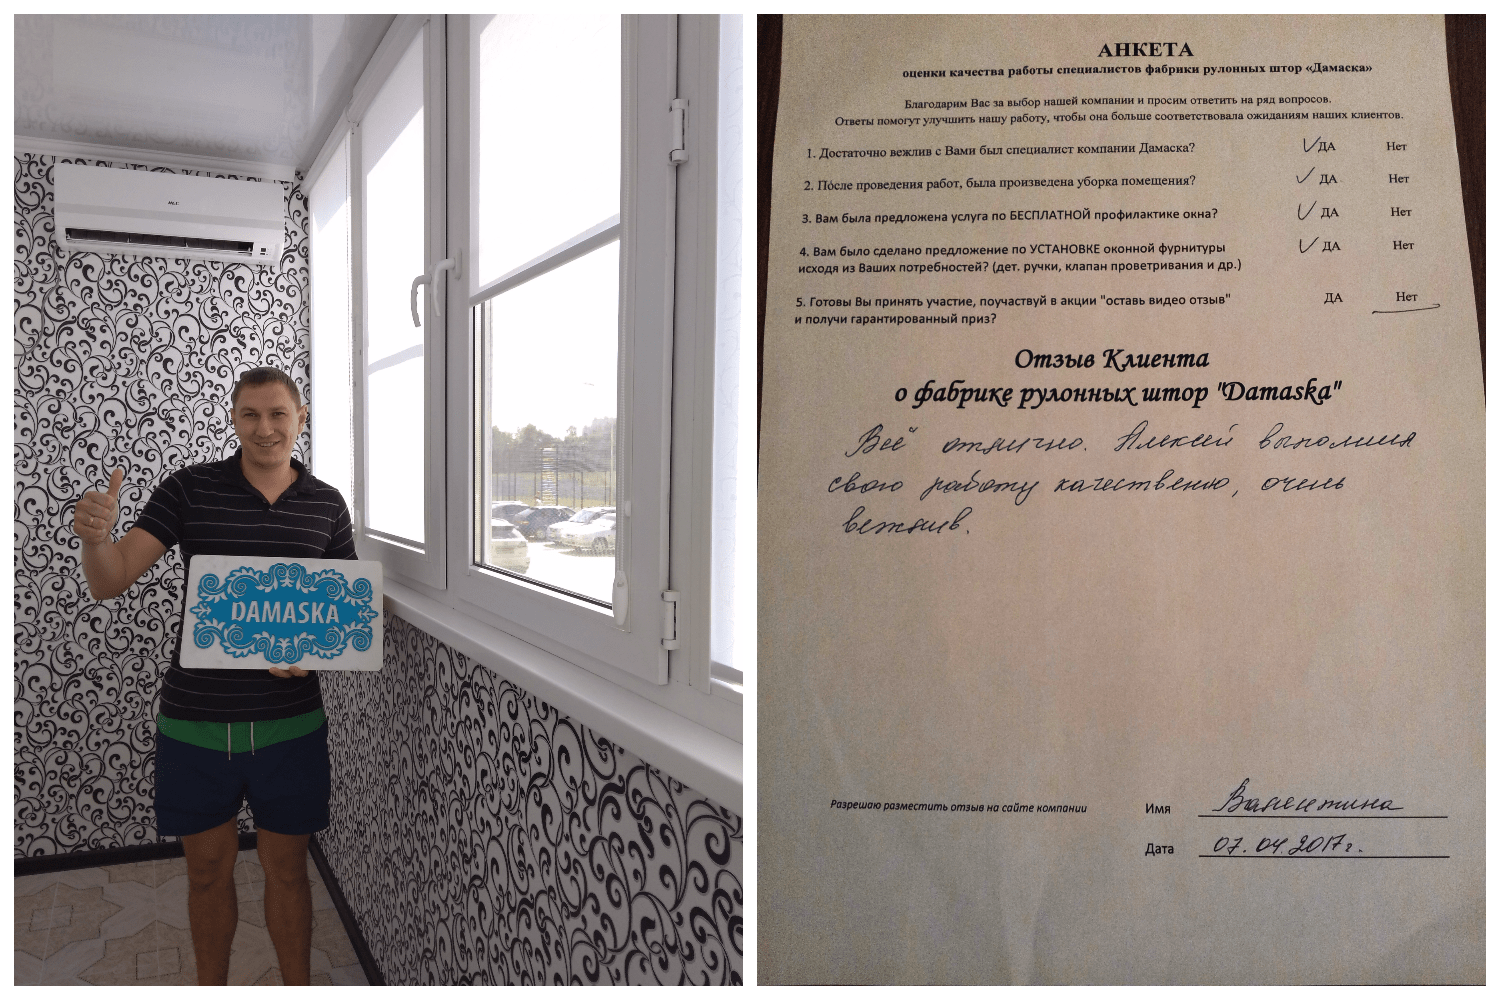 DAMASKA
АНКЕТА
оценки качества работы специалистов фабрики рулонных штор «Дамаска»
Благодарим Вас за выбор нашей компании и просим ответить на ряд вопросов.
Ответы помогут улучшить нашу работу, чтобы она больше соответствовала ожиданиям наших клиентов.
1. Достаточно вежлив с Вами был специалист компании Дамаска? ДА Нет
2. После проведения работ, была произведена уборка помещения? ДА Нет
3. Вам была предложена услуга по БЕСПЛАТНОЙ профилактике окна? ДА Нет
4. Вам было сделано предложение по УСТАНОВКЕ оконной фурнитуры ДА Нет
исходя из Ваших потребностей? (дет. ручки, клапан проветривания и др.)
5. Готовы Вы принять участие, поучаствуй в акции "оставь видео отзыв" ДА Нет
и получи гарантированный приз?
Отзыв Клиента
о фабрике рулонных штор "Damaska"
Всё отлично. Алексей выполнил
свою работу качественно, очень
вежлив.
Разрешаю разместить отзыв на сайте компании Имя Валентина
Дата 07.04.2017г.